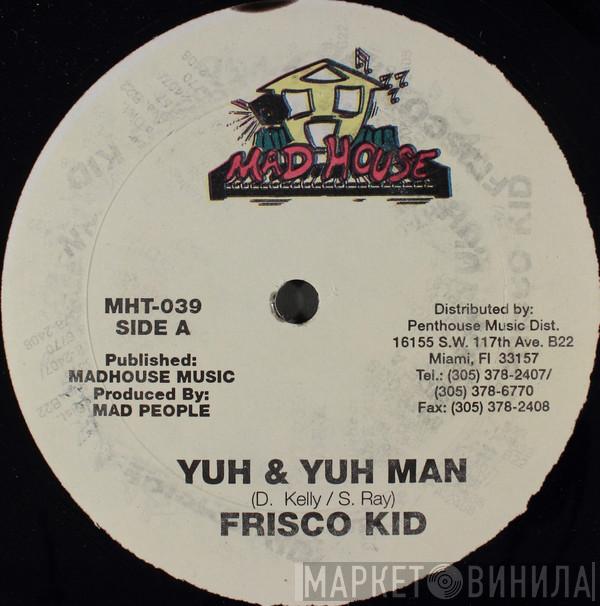 MAD HOUSE
MHT-039
SIDE A
Published:
MADHOUSE MUSIC
Produced By:
MAD PEOPLE
Distributed by:
Penthouse Music Dist.
16155 S.W. 117th Ave. B22
Miami, Fl 33157
Tel.: (305) 378-2407/
(305) 378-6770
Fax: (305) 378-2408
YUH & YUH MAN
(D. Kelly / S. Ray)
FRISCO KID
МАРКЕТ ВИНИЛА